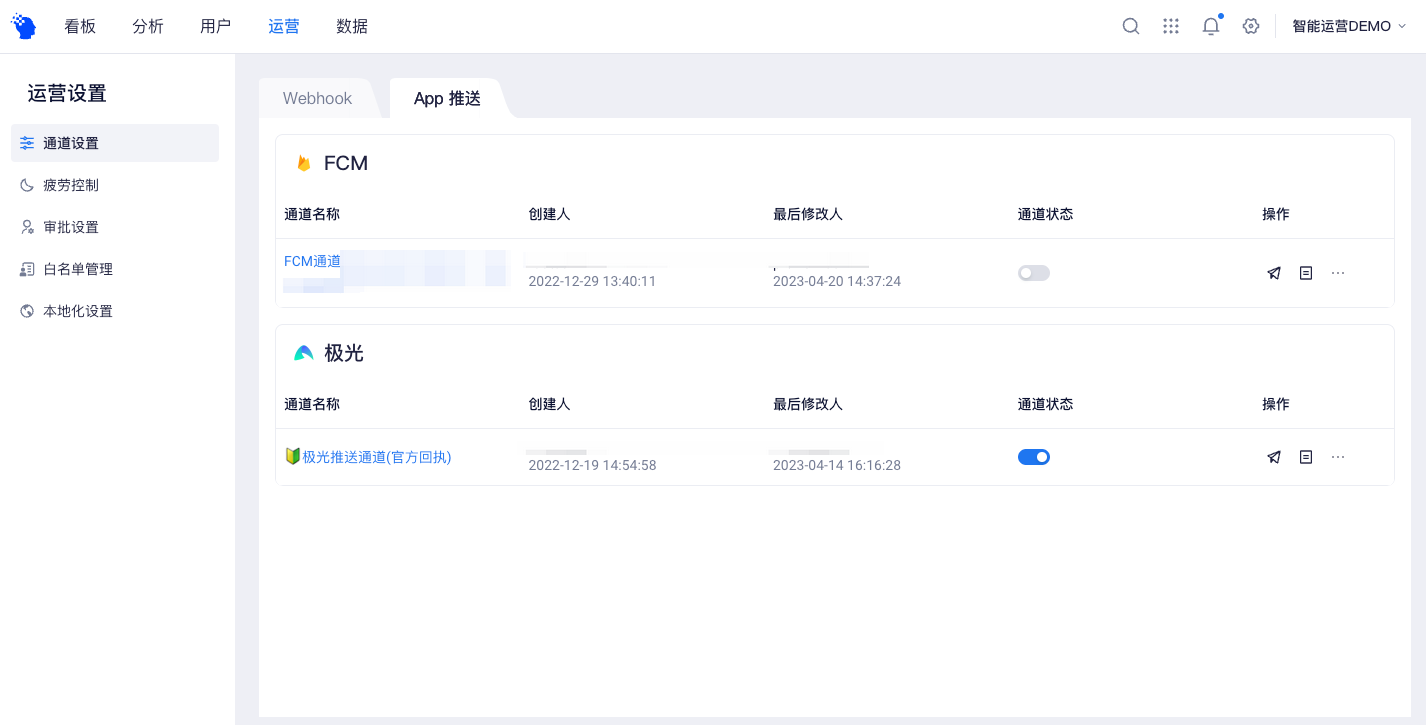 看板 分析 用户 运营 数据 智能运营DEMO
运营设置
通道设置
疲劳控制
审批设置
白名单管理
本地化设置
Webhook App 推送
FCM
通道名称 创建人 最后修改人 通道状态 操作
FCM通道
2022-12-29 13:40:11 2023-04-20 14:37:24
极光
通道名称 创建人 最后修改人 通道状态 操作
极光推送通道(官方回执)
2022-12-19 14:54:58 2023-04-14 16:16:28